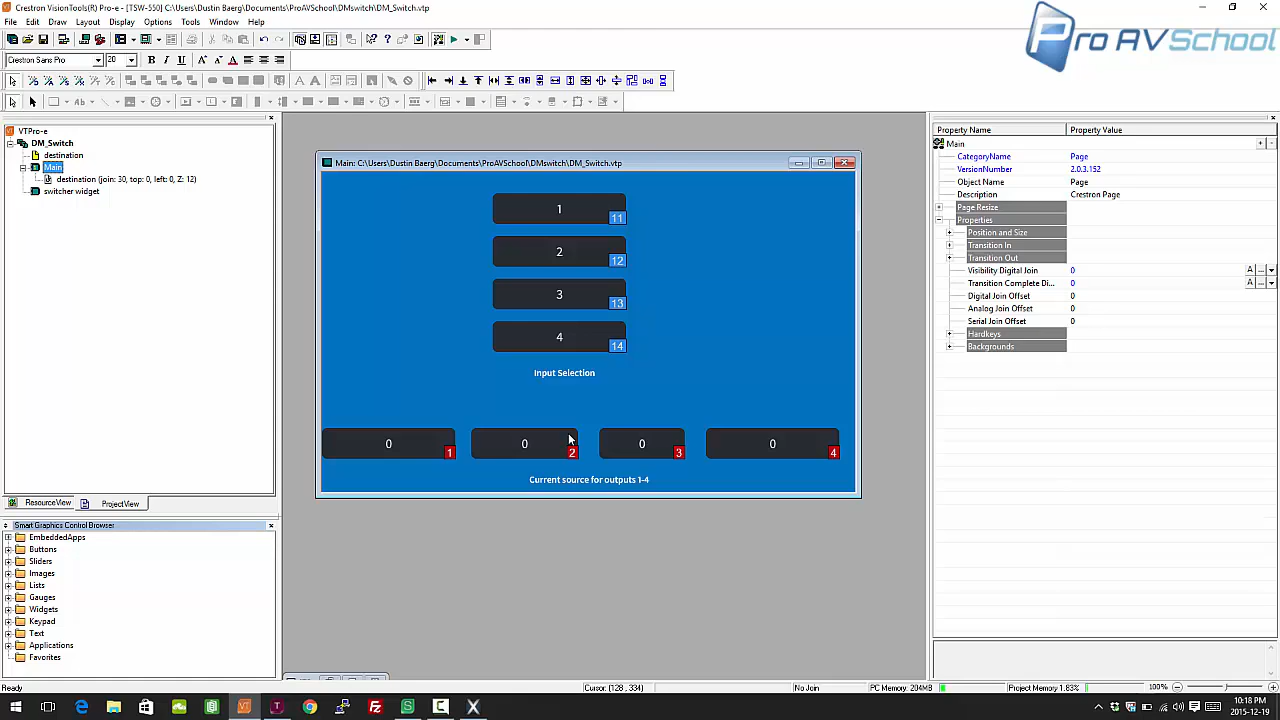 Crestron VisionTools(R) Pro-e - [TSW-550] C:\Users\Dustin Baerg\Documents\ProAVSchool\DMswitch\DM_Switch.vtp
File Edit Draw Layout Display Options Tools Window Help
Pro AVSchool
Crestron Sans Pro 20 B I U
VTPro-e
DM_Switch
destination
Main
destination (join: 30, top: 0, left: 0, Z: 12)
switcher widget
ResourceView ProjectView
Smart Graphics Control Browser
EmbeddedApps
Buttons
Sliders
Images
Lists
Gauges
Widgets
Keypad
Text
Applications
Favorites
Main: C:\Users\Dustin Baerg\Documents\ProAVSchool\DMswitch\DM_Switch.vtp
1 11
2 12
3 13
4 14
Input Selection
0 1 0 2 0 3 0 4
Current source for outputs 1-4
Property Name Property Value
Main
CategoryName Page
VersionNumber 2.0.3.152
Object Name Page
Description Crestron Page
Page Resize
Properties
Position and Size
Transition In
Transition Out
Visibility Digital Join 0
Transition Complete Di... 0
Digital Join Offset 0
Analog Join Offset 0
Serial Join Offset 0
Hardkeys
Backgrounds
Ready Cursor: (128 , 334) No Join PC Memory: 204MB Project Memory 1.83% 100%
10:18 PM
2015-12-19